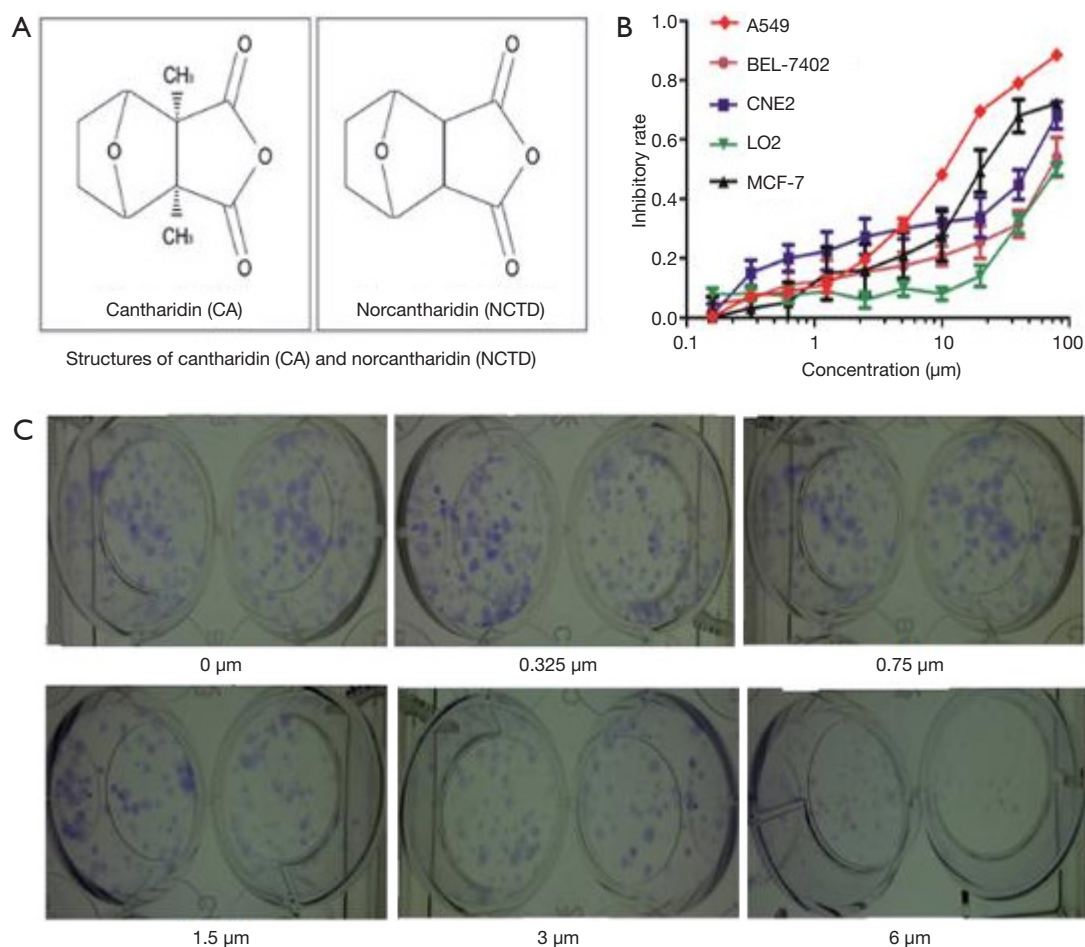 A
CH₃
O
O
O
CH₃
O
Cantharidin (CA)
O
O
O
O
Norcantharidin (NCTD)
Structures of cantharidin (CA) and norcantharidin (NCTD)
B
Inhibitory rate
1.0
0.8
0.6
0.4
0.2
0.0
A549
BEL-7402
CNE2
LO2
MCF-7
0.1
1
10
100
Concentration (µm)
C
0 µm
0.325 µm
0.75 µm
1.5 µm
3 µm
6 µm